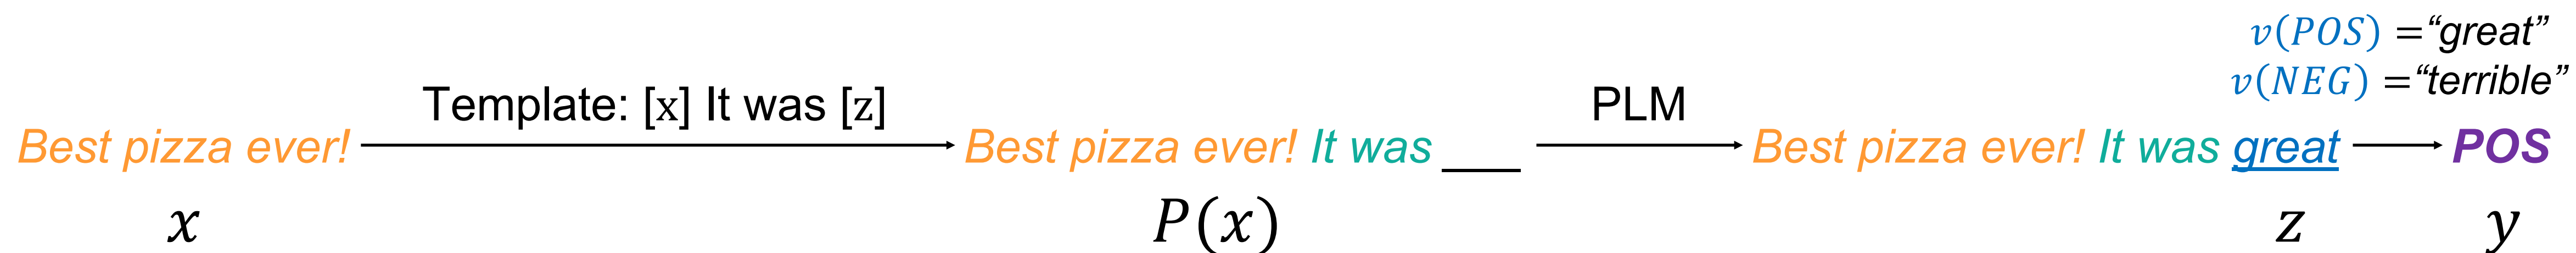 v(POS) =“great”
v(NEG) =“terrible”
Template: [x] It was [z]
PLM
Best pizza ever! Best pizza ever! It was ____ Best pizza ever! It was great POS
x P(x) z y